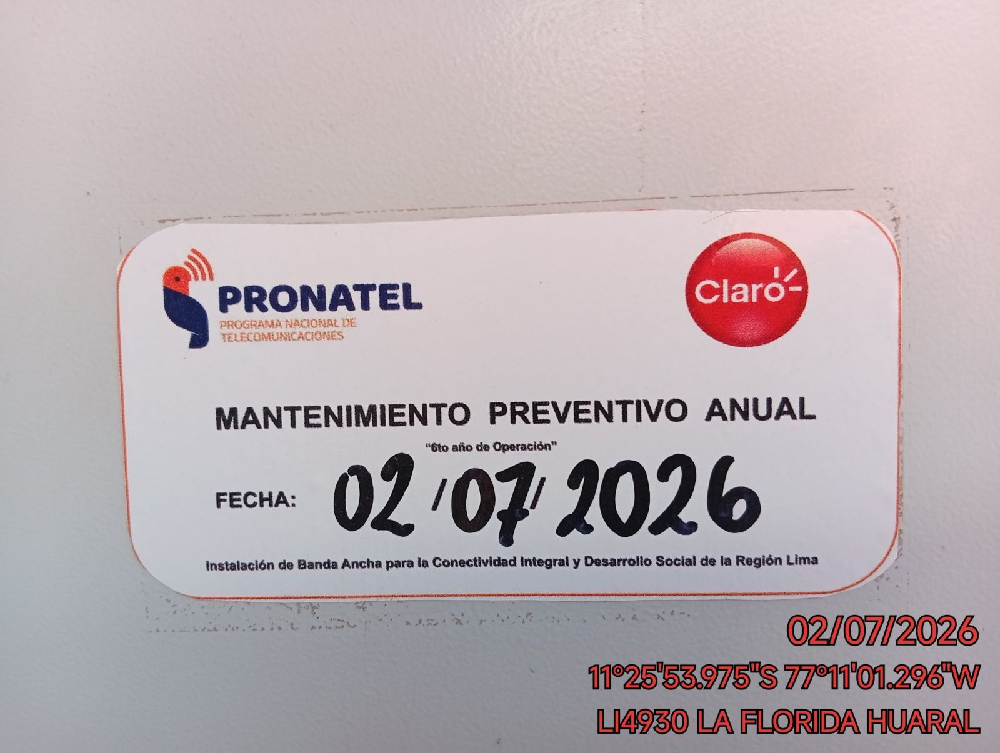 PRONATEL
PROGRAMA NACIONAL DE
TELECOMUNICACIONES
Claro
MANTENIMIENTO PREVENTIVO ANUAL
"6to año de Operación"
FECHA: 02/07/2026
Instalación de Banda Ancha para la Conectividad Integral y Desarrollo Social de la Región Lima
02/07/2026
11°25'53.975"S 77°11'01.296"W
LI4930 LA FLORIDA HUARAL